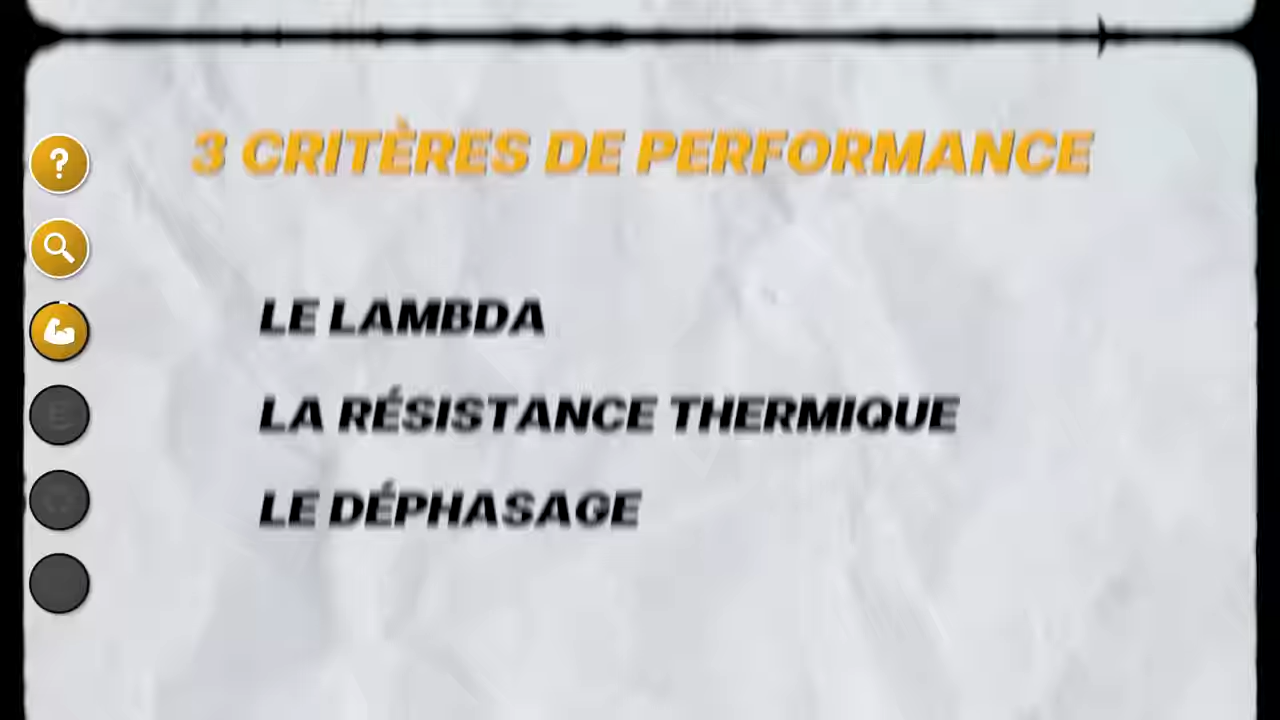 3 CRITÈRES DE PERFORMANCE
LE LAMBDA
LA RÉSISTANCE THERMIQUE
LE DÉPHASAGE